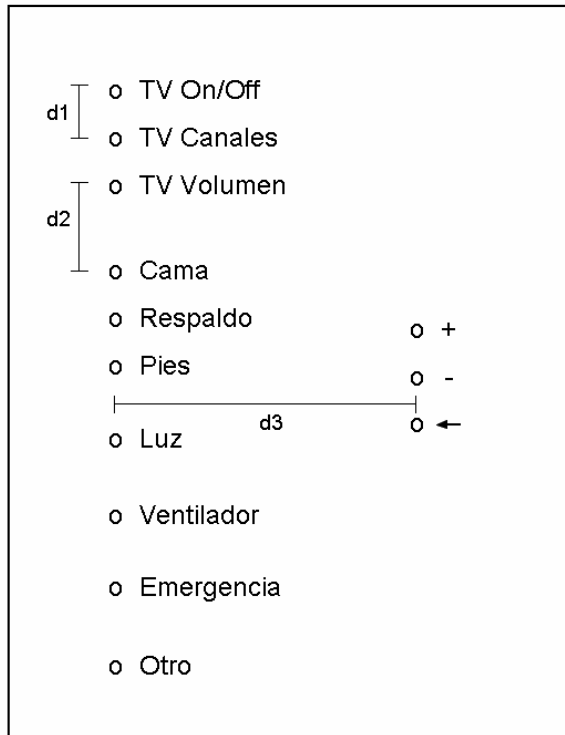 o TV On/Off
d1
o TV Canales
o TV Volumen
d2
o Cama
o Respaldo
o +
o Pies
o -
d3
o ←
o Luz
o Ventilador
o Emergencia
o Otro